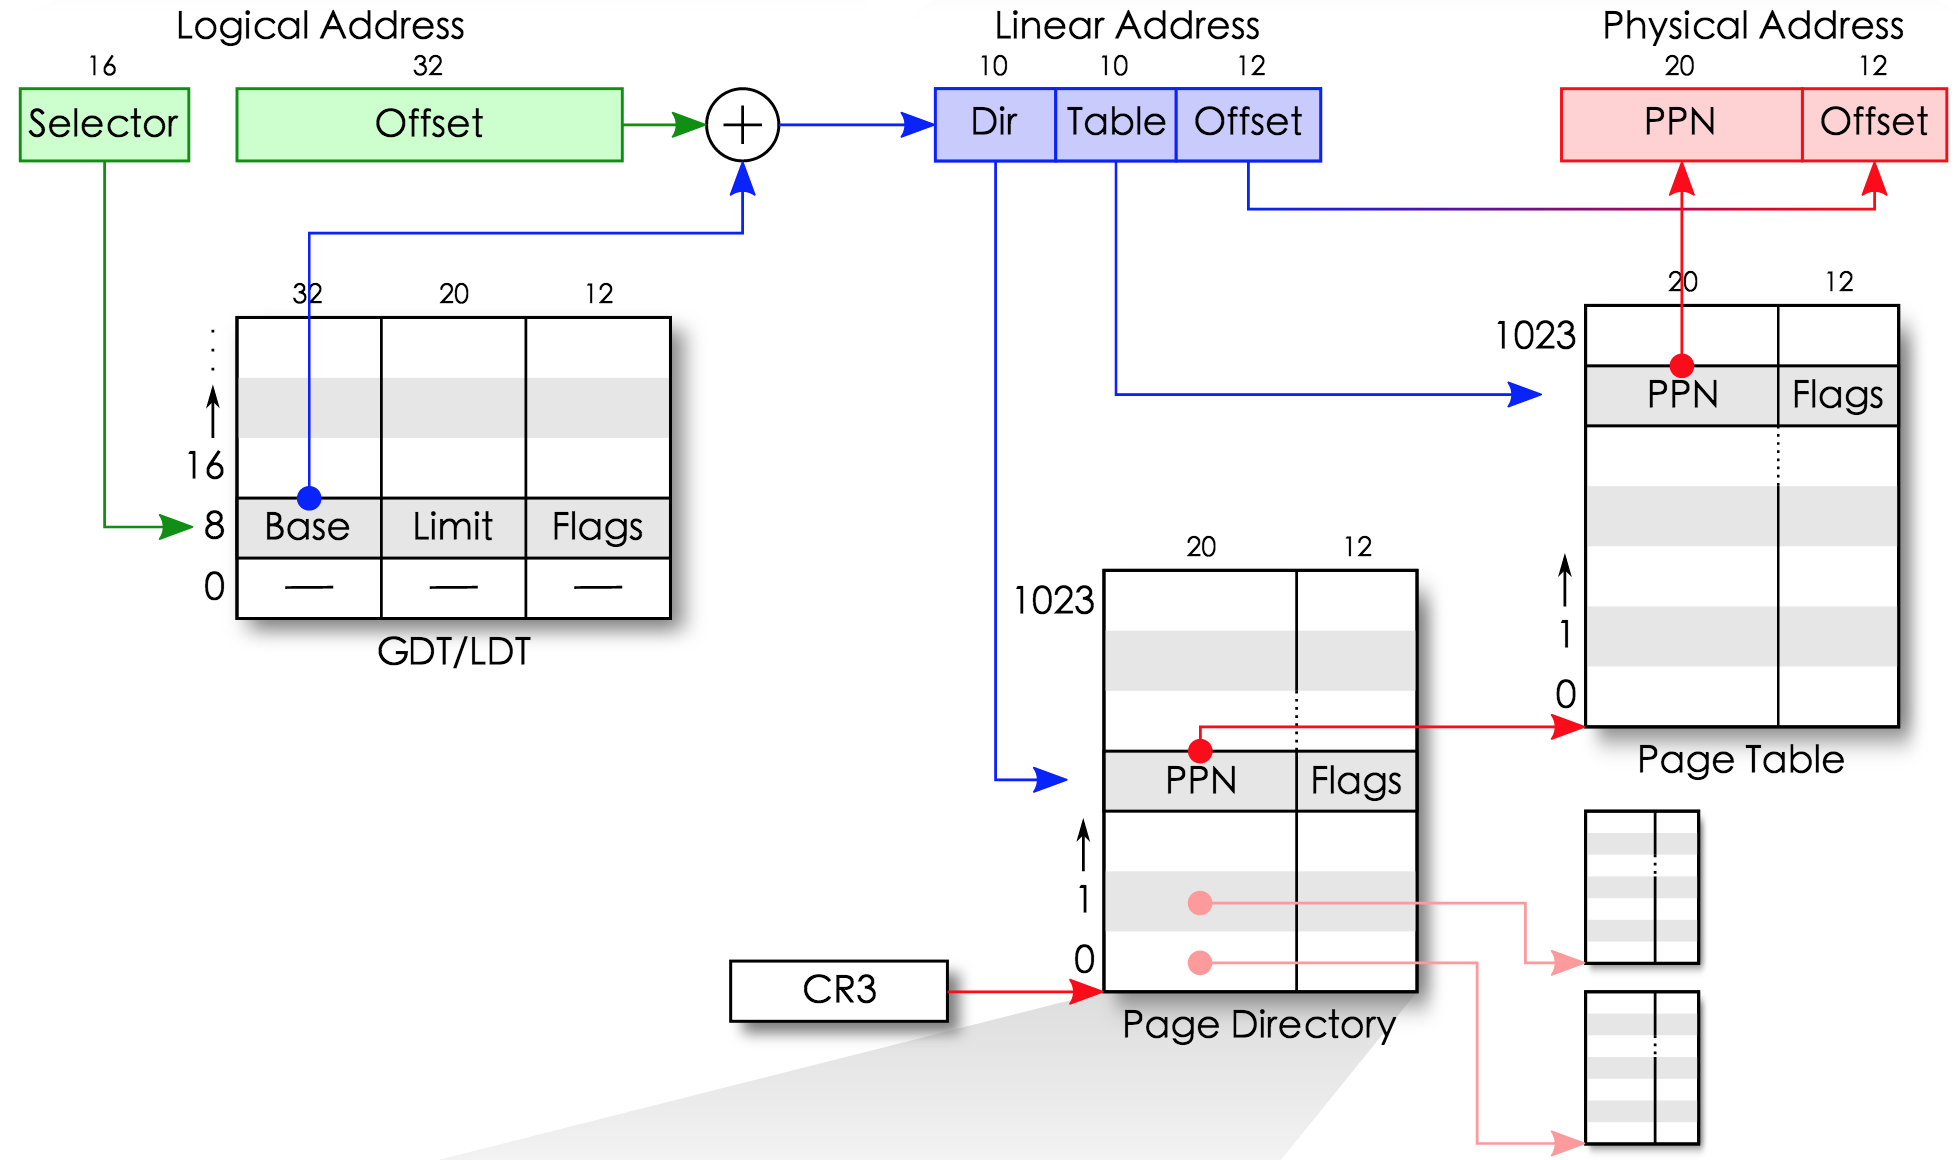 Logical Address
Linear Address
Physical Address
16
32
10
10
12
20
12
Selector
Offset
+
Dir
Table
Offset
PPN
Offset
32
20
12
16
8
Base
Limit
Flags
0
GDT/LDT
20
12
1023
PPN
Flags
1
0
Page Table
20
12
1023
PPN
Flags
1
0
Page Directory
CR3